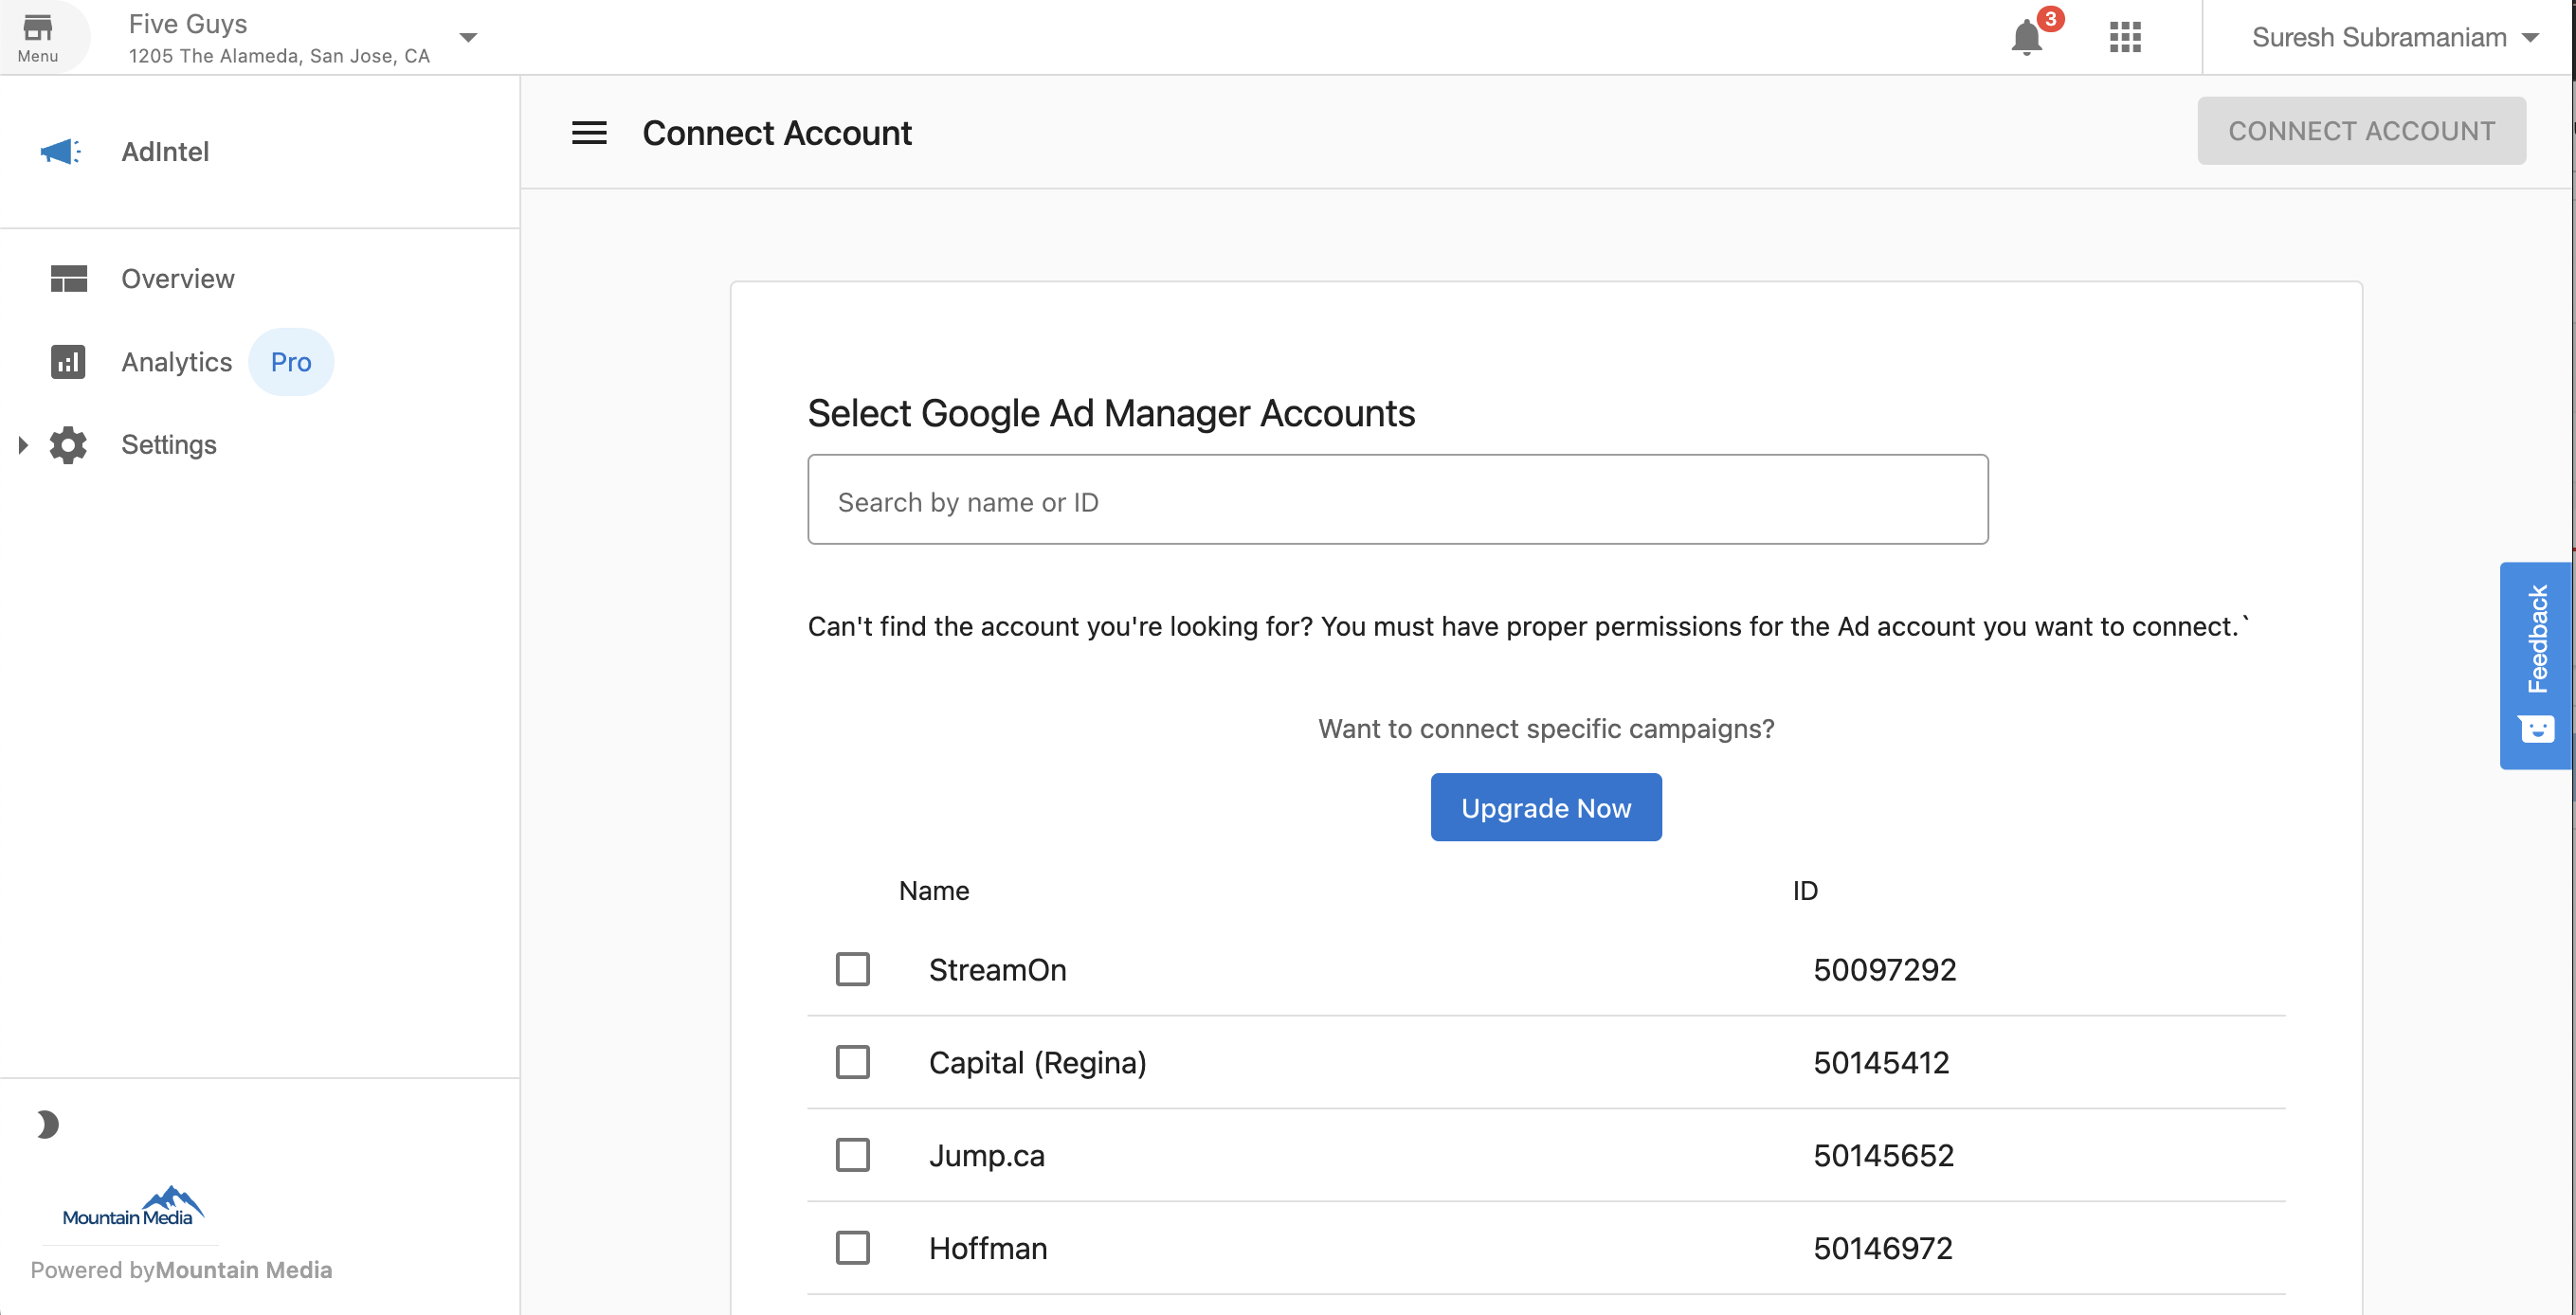 Menu
Five Guys
1205 The Alameda, San Jose, CA
3
Suresh Subramaniam
AdIntel
Connect Account
CONNECT ACCOUNT
Overview
Analytics Pro
Settings
Select Google Ad Manager Accounts
Search by name or ID
Can't find the account you're looking for? You must have proper permissions for the Ad account you want to connect.`
Want to connect specific campaigns?
Upgrade Now
Name ID
StreamOn 50097292
Capital (Regina) 50145412
Jump.ca 50145652
Hoffman 50146972
Feedback
Mountain Media
Powered byMountain Media